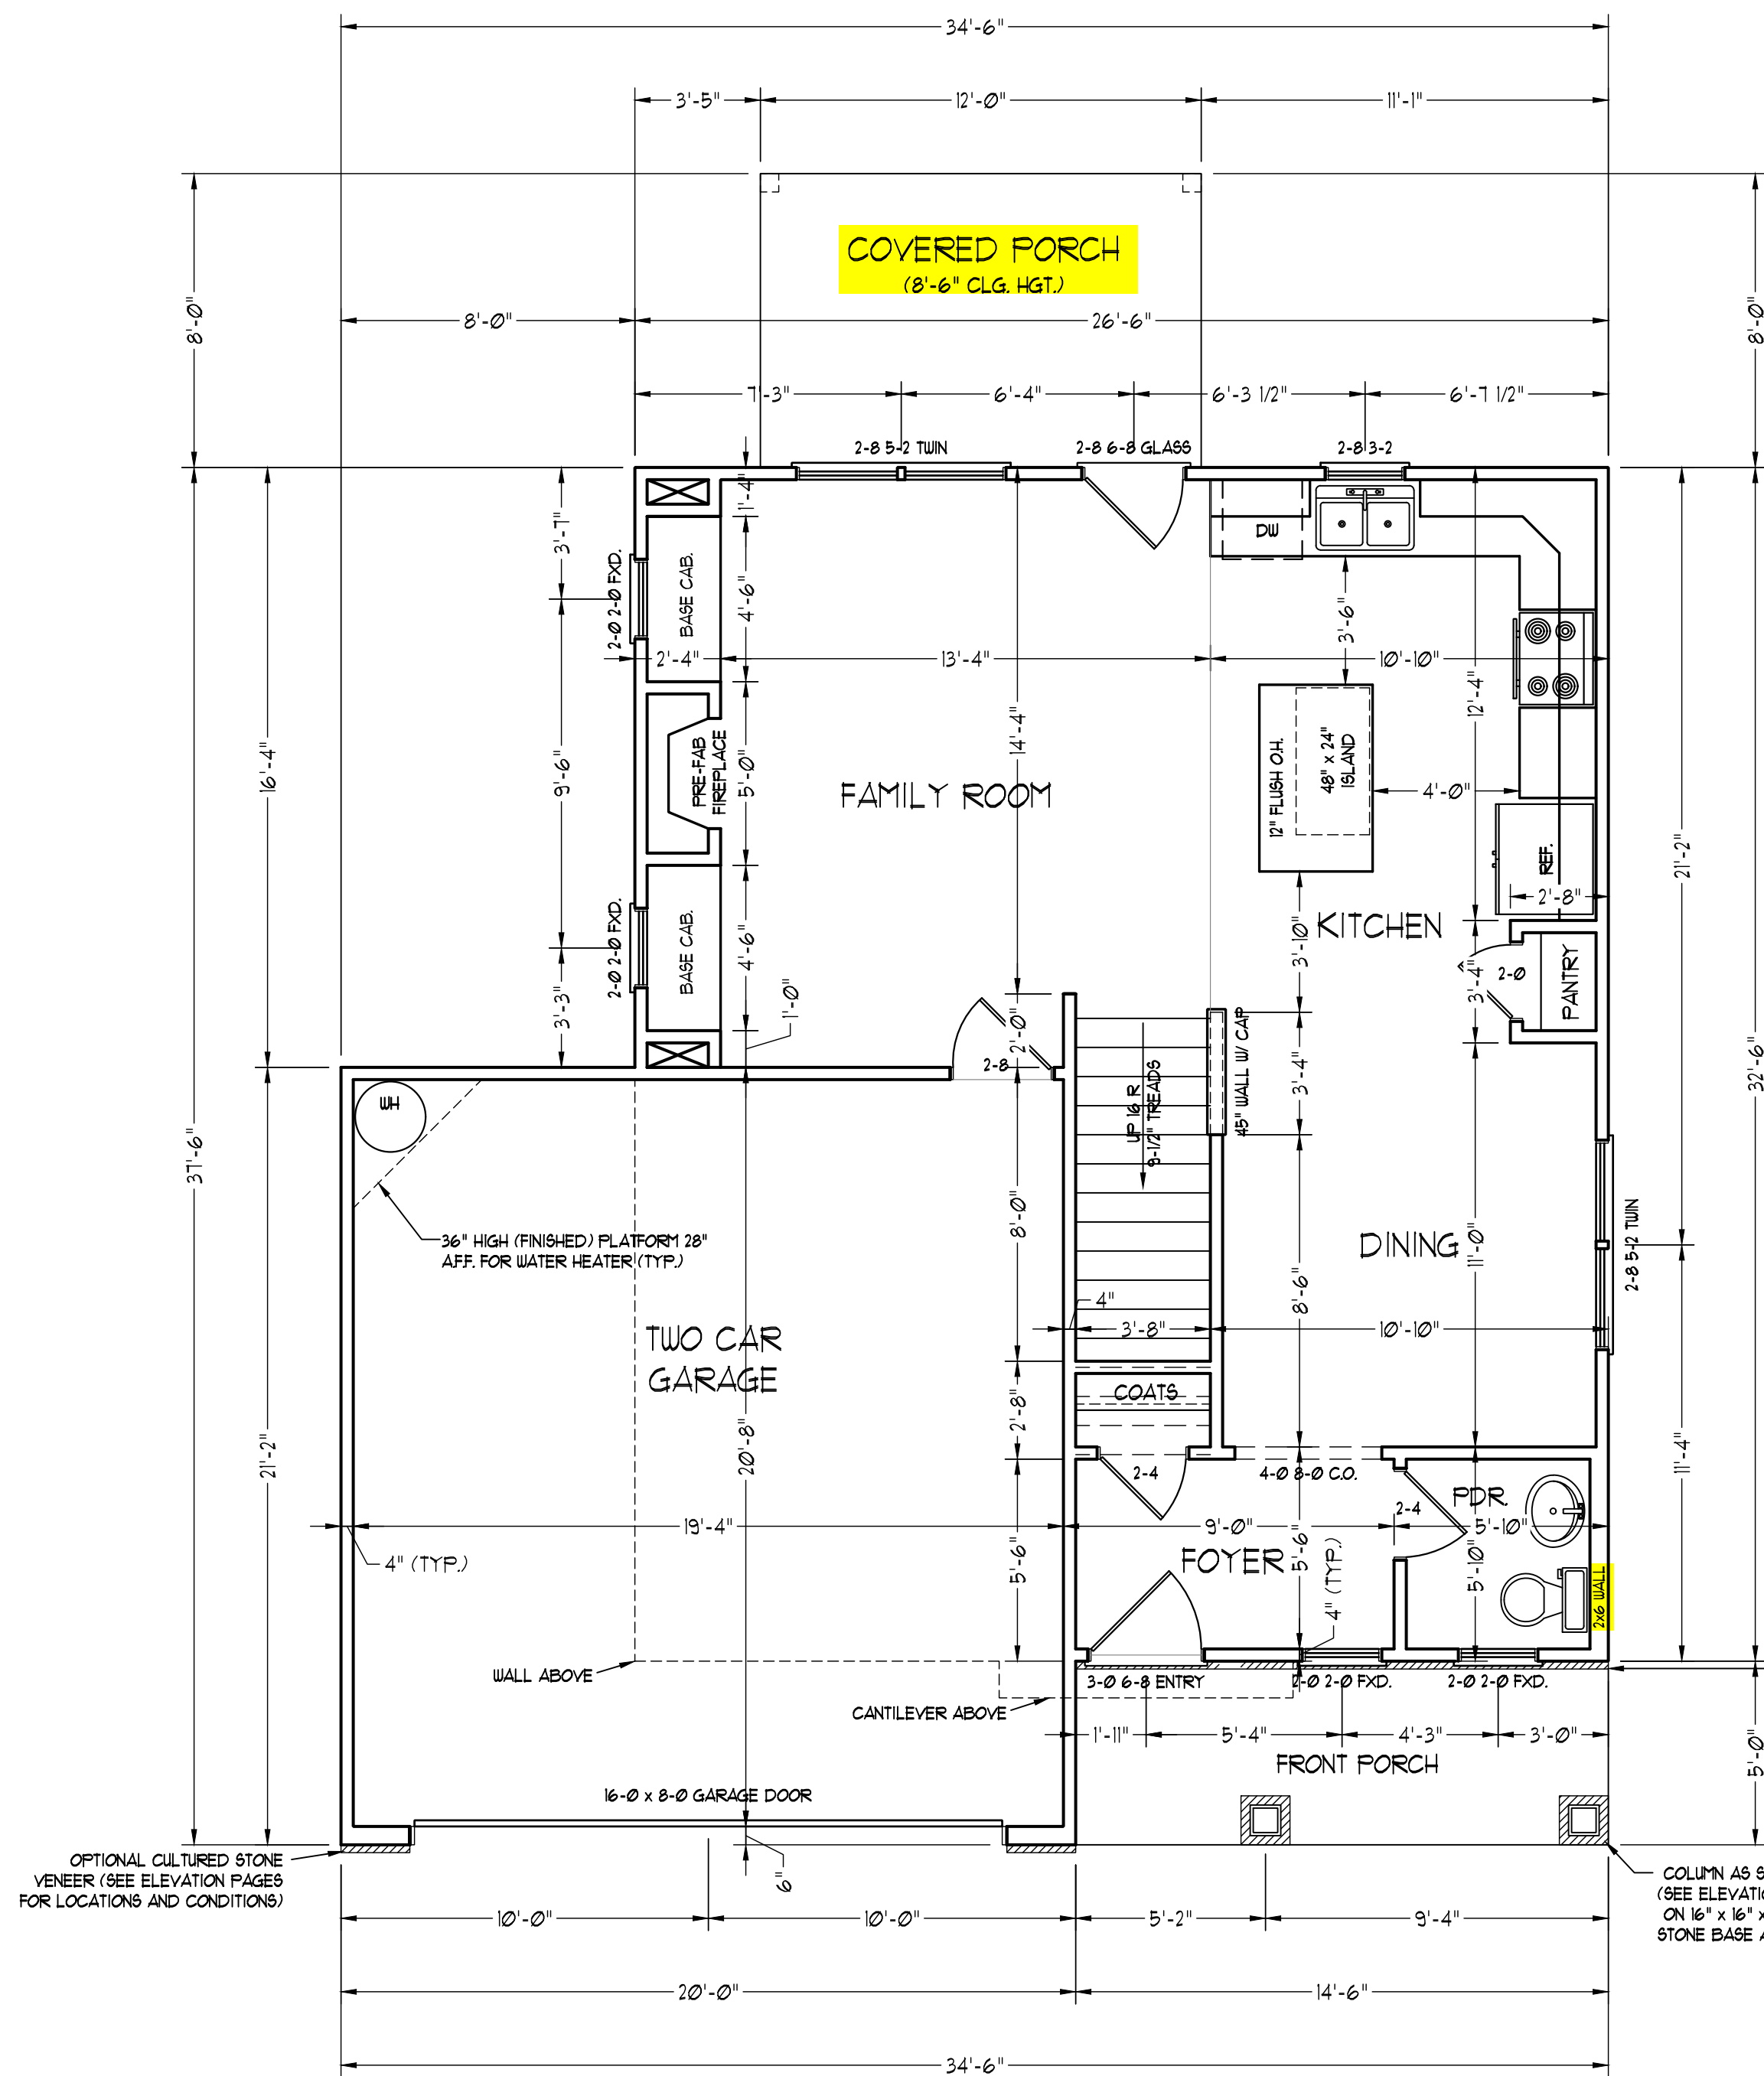 34'-6"
3'-5"
12'-0"
11'-1"
COVERED PORCH
(8'-6" CLG. HGT.)
8'-0"
8'-0"
8'-0"
26'-6"
7'-3"
6'-4"
6'-3 1/2"
6'-7 1/2"
2-8 5-2 TWIN
2-8 6-8 GLASS
2-8 3-2
1'-4"
3'-7"
DW
2-0 2-0 FXD.
BASE CAB.
4'-6"
3'-6"
2'-4"
13'-4"
10'-10"
12'-4"
14'-4"
16'-4"
9'-6"
PRE-FAB
FIREPLACE
5'-0"
FAMILY ROOM
12" FLUSH O.H.
48" x 24"
ISLAND
4'-0"
21'-2"
REF.
2'-8"
KITCHEN
2-0 2-0 FXD.
BASE CAB.
4'-6"
3'-10"
3'-4"
2-0
PANTRY
3'-3"
1'-0"
2'-0"
2-8
32'-6"
WH
UP 16 R
9-1/2" TREADS
3'-4"
45" WALL W/ CAP
37'-6"
36" HIGH (FINISHED) PLATFORM 28"
A.F.F. FOR WATER HEATER (TYP.)
8'-0"
DINING
11'-0"
2-8 5-2 TWIN
8'-6"
4"
3'-8"
10'-10"
TWO CAR
GARAGE
COATS
2'-8"
21'-2"
20'-8"
11'-4"
2-4
4-0 8-0 C.O.
PDR.
2-4
19'-4"
9'-0"
5'-10"
4" (TYP.)
5'-6"
FOYER
5'-6"
4" (TYP.)
5'-10"
2x6 WALL
WALL ABOVE
3-0 6-8 ENTRY
2-0 2-0 FXD.
2-0 2-0 FXD.
CANTILEVER ABOVE
1'-11"
5'-4"
4'-3"
3'-0"
5'-0"
FRONT PORCH
16-0 x 8-0 GARAGE DOOR
OPTIONAL CULTURED STONE
VENEER (SEE ELEVATION PAGES
FOR LOCATIONS AND CONDITIONS)
6"
COLUMN AS S
(SEE ELEVATIO
ON 16" x 16" x
STONE BASE A
10'-0"
10'-0"
5'-2"
9'-4"
20'-0"
14'-6"
34'-6"